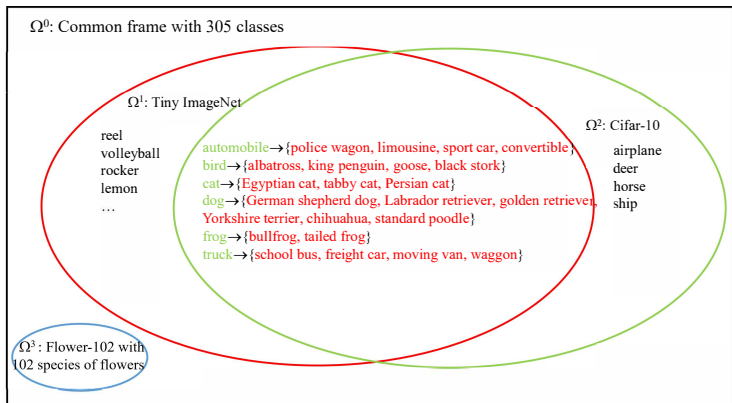 Ω⁰: Common frame with 305 classes
Ω¹: Tiny ImageNet
reel
volleyball
rocker
lemon
…
automobile→{police wagon, limousine, sport car, convertible}
bird→{albatross, king penguin, goose, black stork}
cat→{Egyptian cat, tabby cat, Persian cat}
dog→{German shepherd dog, Labrador retriever, golden retriever,
Yorkshire terrier, chihuahua, standard poodle}
frog→{bullfrog, tailed frog}
truck→{school bus, freight car, moving van, waggon}
Ω²: Cifar-10
airplane
deer
horse
ship
Ω³ : Flower-102 with
102 species of flowers